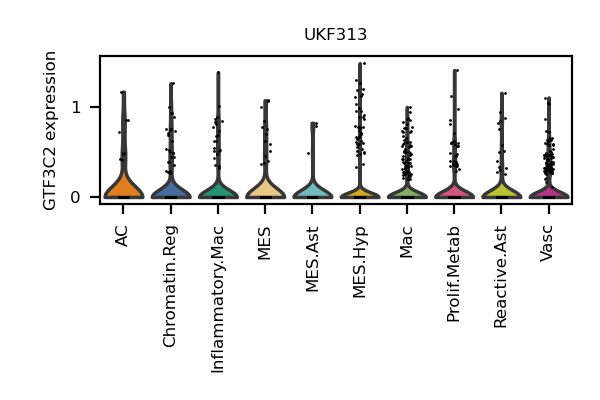 UKF313
GTF3C2 expression
1
0
AC
Chromatin.Reg
Inflammatory.Mac
MES
MES.Ast
MES.Hyp
Mac
Prolif.Metab
Reactive.Ast
Vasc